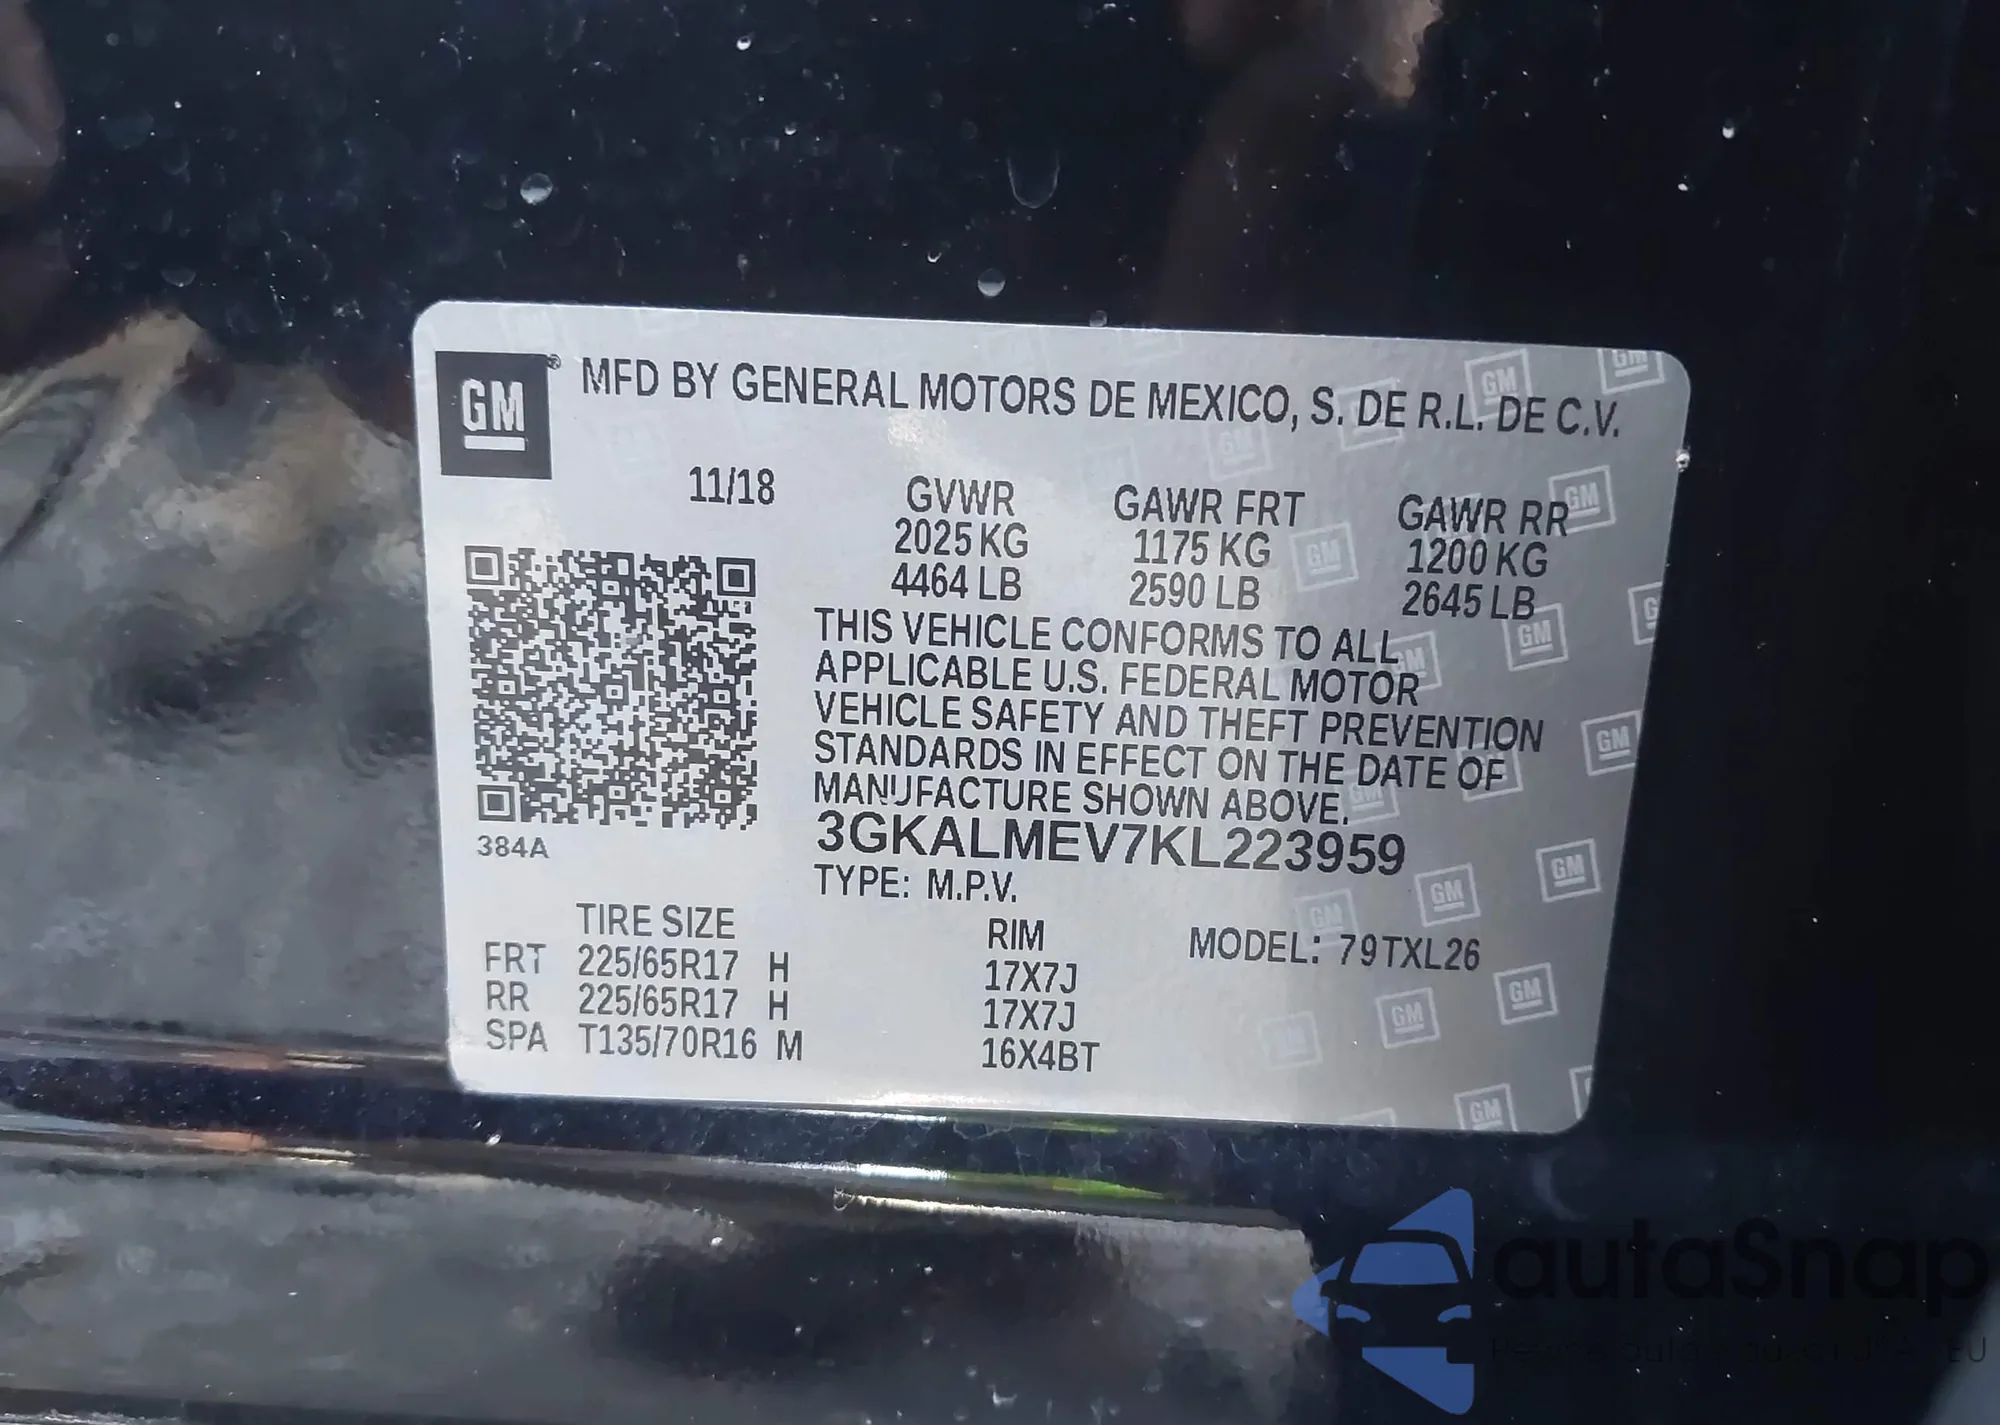 GM® MFD BY GENERAL MOTORS DE MEXICO, S. DE R.L. DE C.V.
11/18
GVWR GAWR FRT GAWR RR
2025 KG 1175 KG 1200 KG
4464 LB 2590 LB 2645 LB
THIS VEHICLE CONFORMS TO ALL
APPLICABLE U.S. FEDERAL MOTOR
VEHICLE SAFETY AND THEFT PREVENTION
STANDARDS IN EFFECT ON THE DATE OF
MANUFACTURE SHOWN ABOVE.
384A
3GKALMEV7KL223959
TYPE: M.P.V.
TIRE SIZE RIM MODEL: 79TXL26
FRT 225/65R17 H 17X7J
RR 225/65R17 H 17X7J
SPA T135/70R16 M 16X4BT
autaSnap
EU